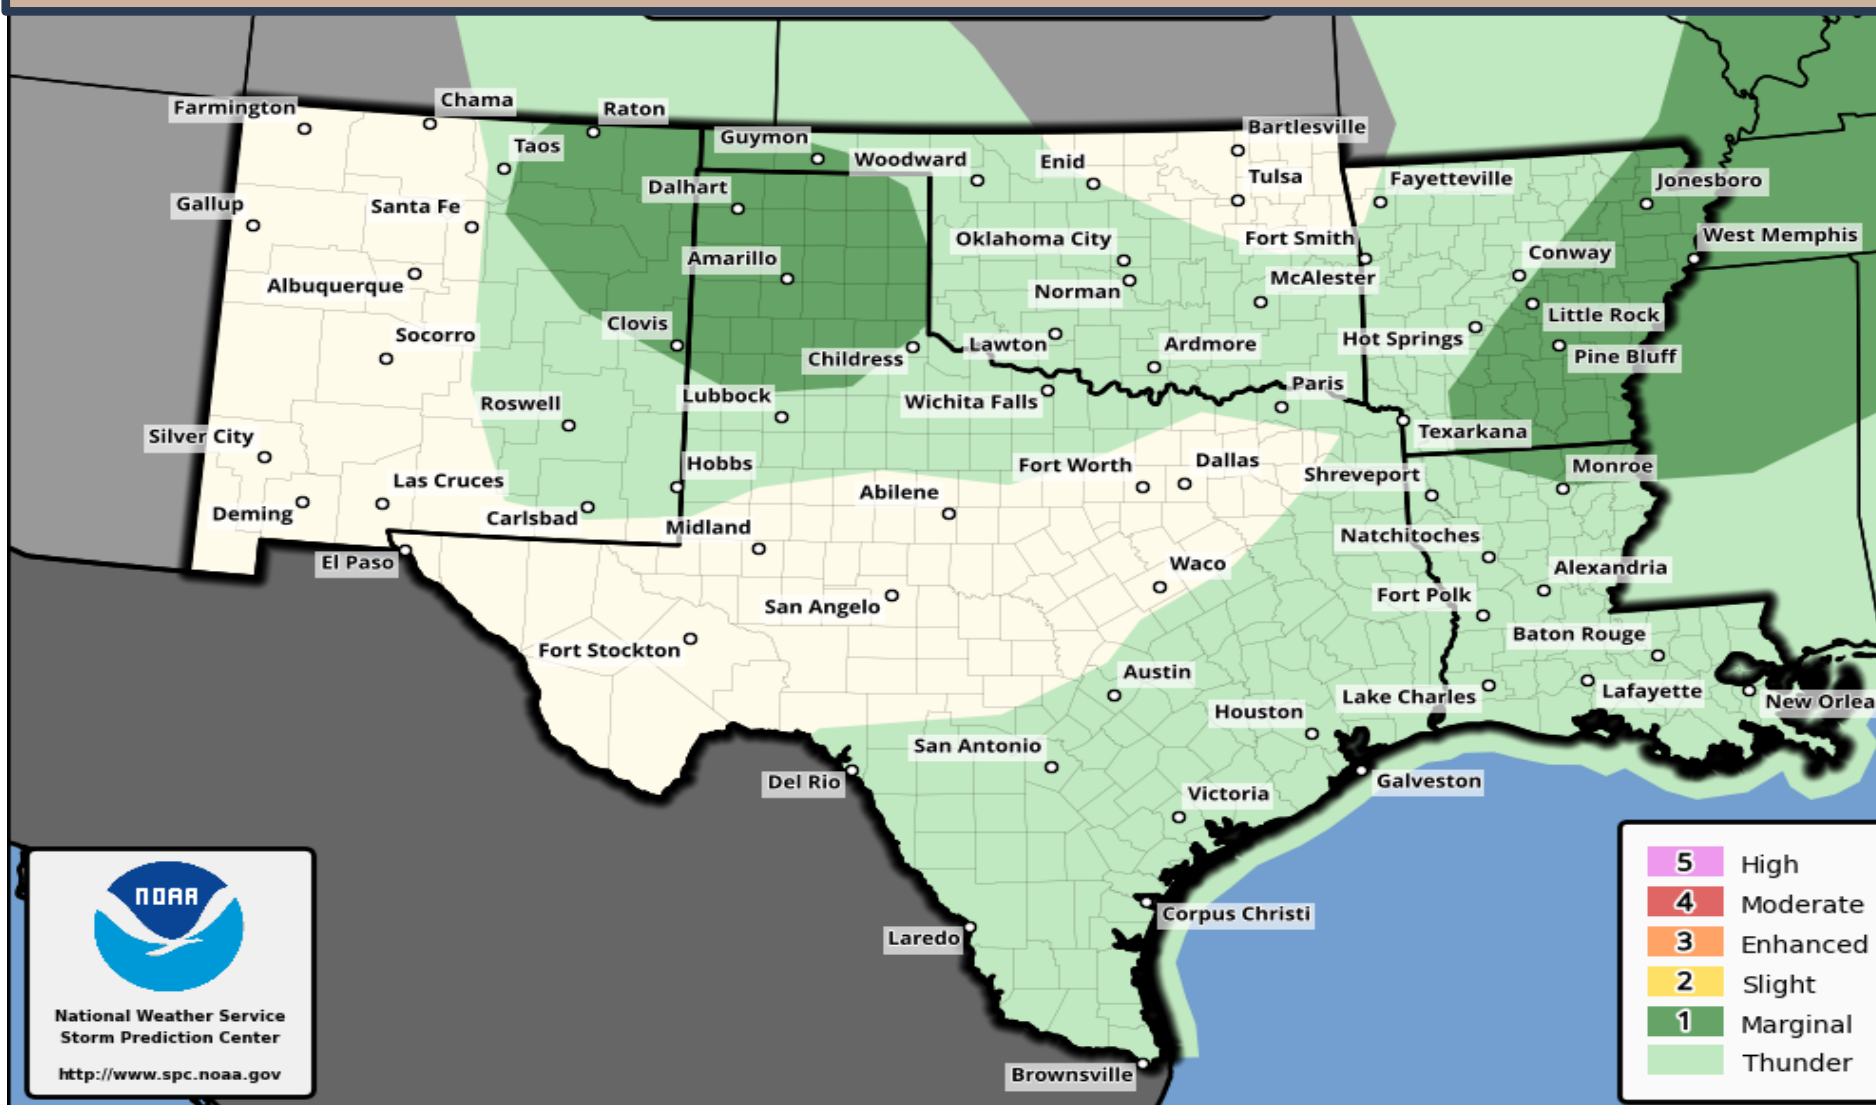 Farmington
Chama
Raton
Taos
Guymon
Woodward
Enid
Bartlesville
Tulsa
Fayetteville
Jonesboro
Gallup
Santa Fe
Dalhart
Albuquerque
Amarillo
Oklahoma City
Norman
Fort Smith
McAlester
Conway
West Memphis
Socorro
Clovis
Childress
Lawton
Ardmore
Hot Springs
Little Rock
Pine Bluff
Roswell
Lubbock
Wichita Falls
Paris
Texarkana
Silver City
Deming
Las Cruces
Carlsbad
Hobbs
Midland
Abilene
Fort Worth
Dallas
Shreveport
Monroe
El Paso
San Angelo
Waco
Natchitoches
Alexandria
Fort Polk
Fort Stockton
Baton Rouge
Austin
Houston
Lake Charles
Lafayette
New Orlea
Del Rio
San Antonio
Victoria
Galveston
Laredo
Corpus Christi
Brownsville
NOAA
National Weather Service
Storm Prediction Center
http://www.spc.noaa.gov
5 High
4 Moderate
3 Enhanced
2 Slight
1 Marginal
Thunder